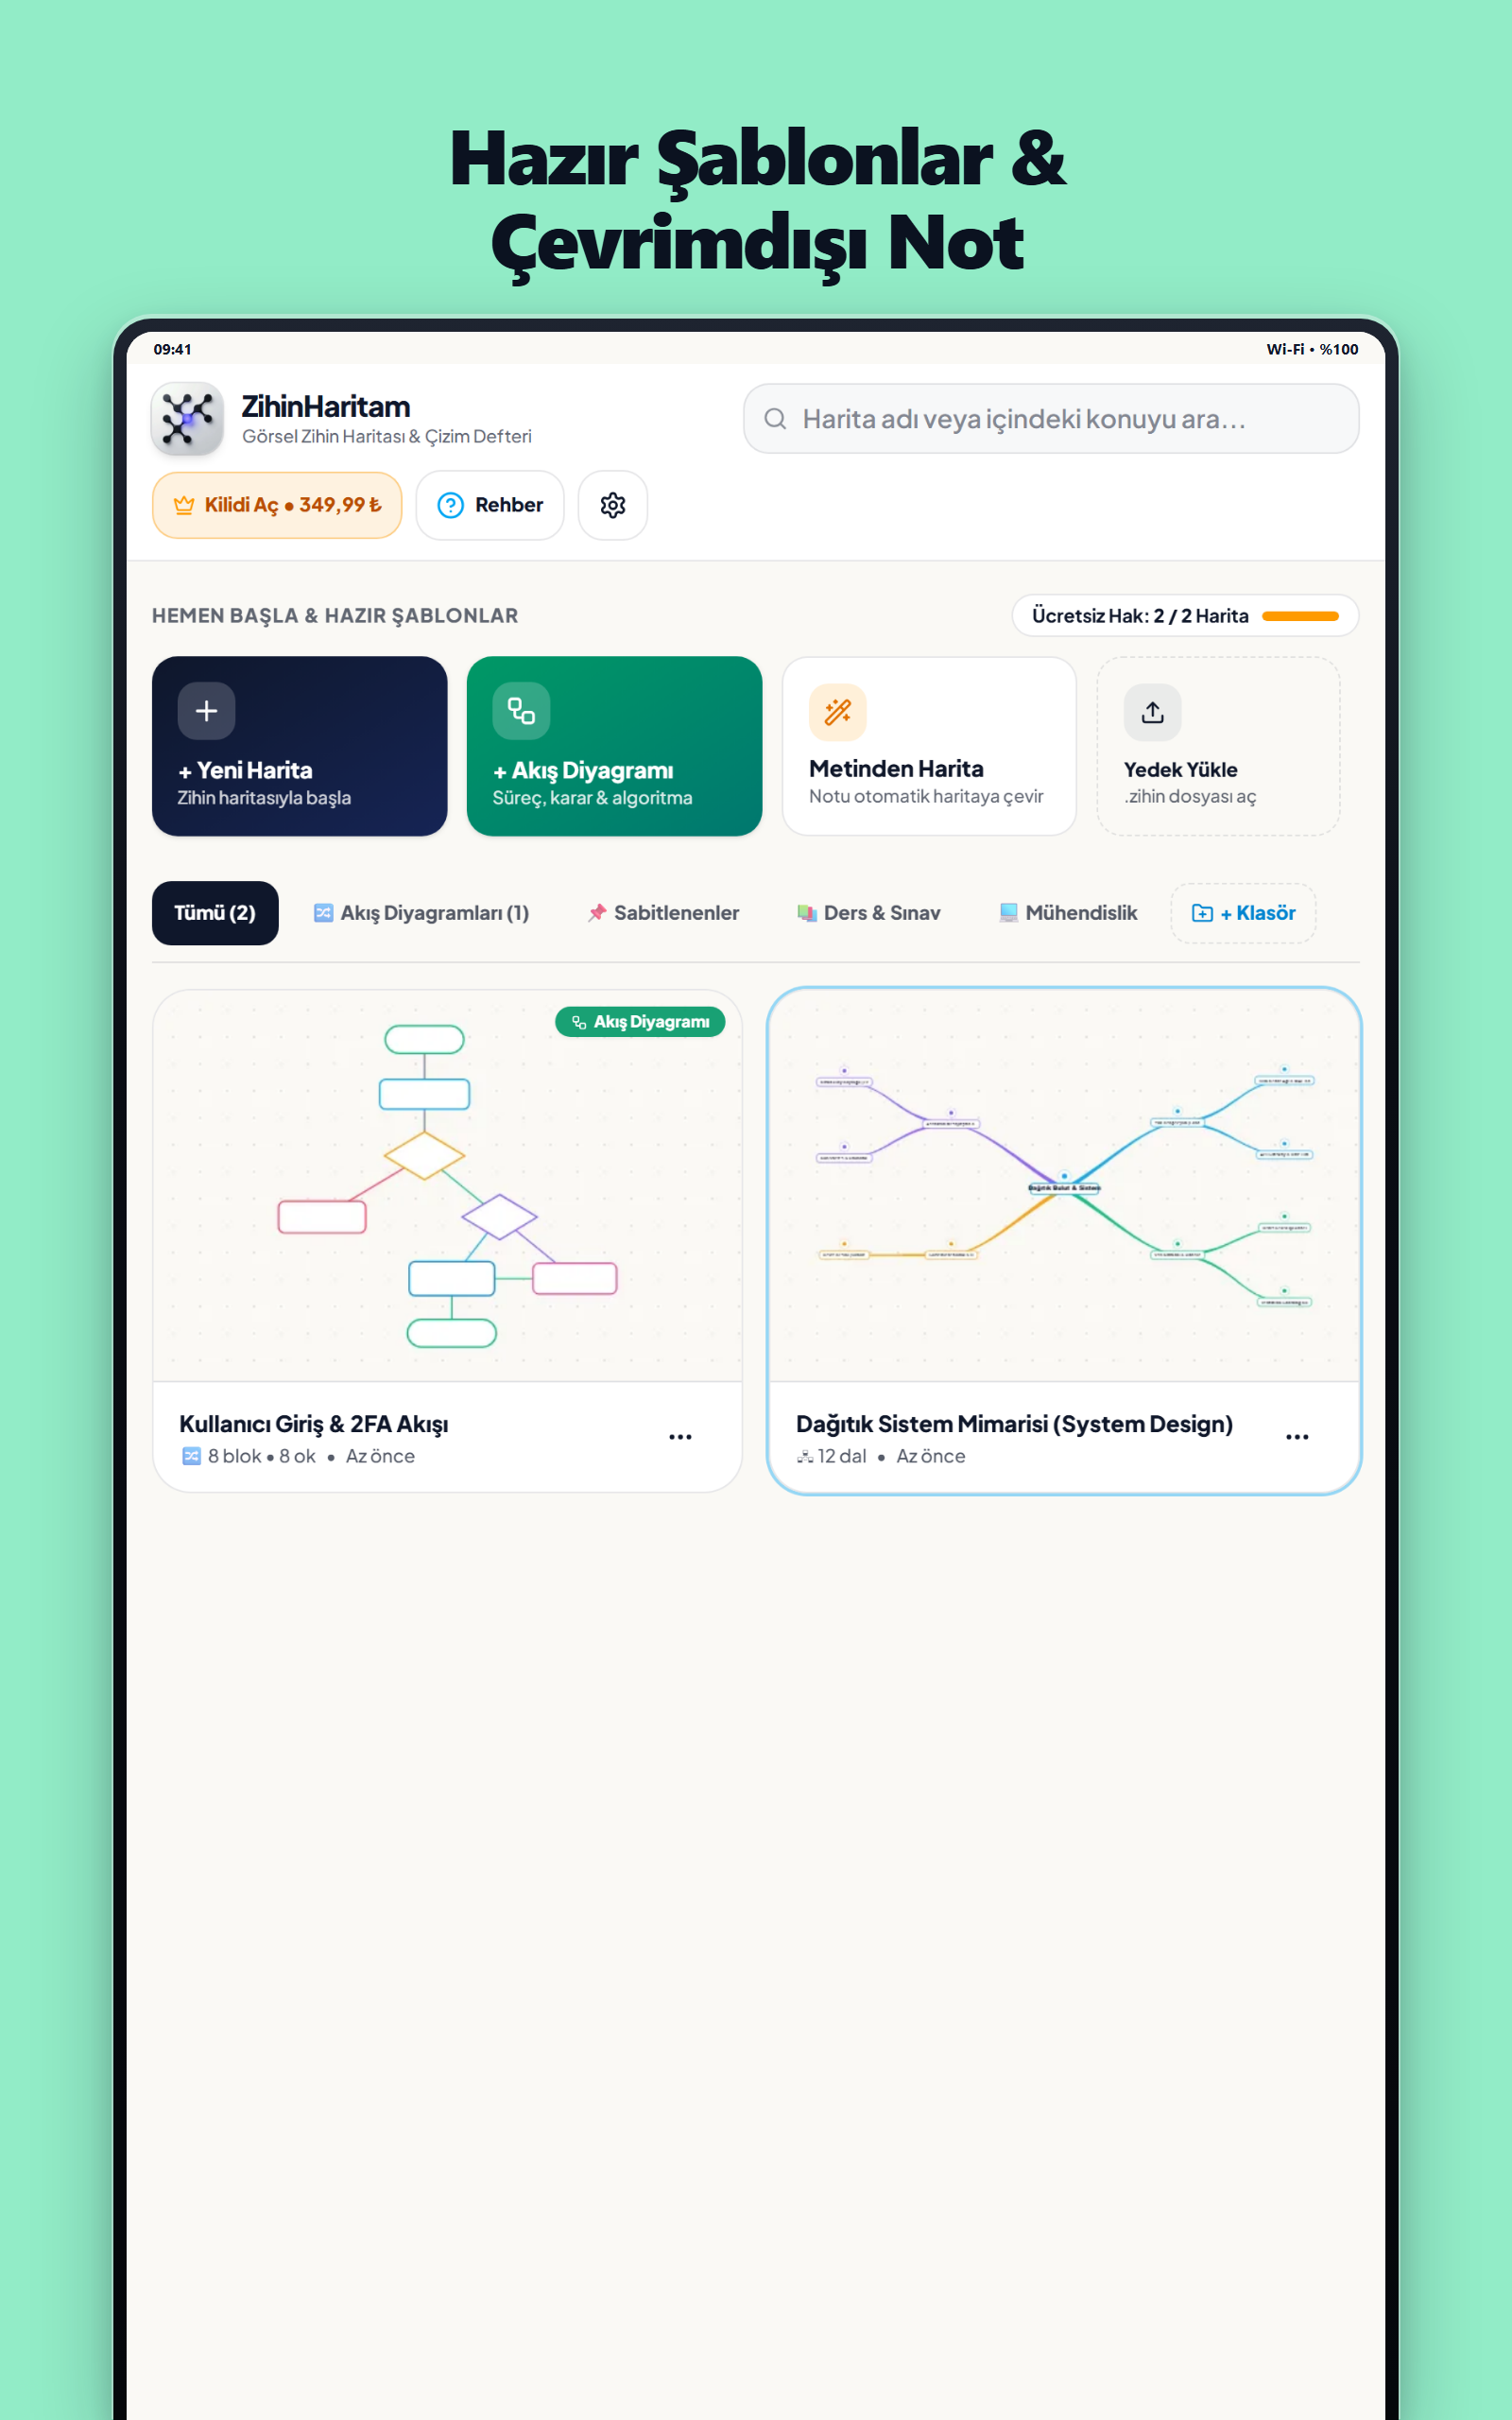 Hazır Şablonlar &
Çevrimdışı Not
09:41
Wi-Fi • %100
ZihinHaritam
Görsel Zihin Haritası & Çizim Defteri
Harita adı veya içindeki konuyu ara...
Kilidi Aç • 349,99 ₺
Rehber
HEMEN BAŞLA & HAZIR ŞABLONLAR
Ücretsiz Hak: 2 / 2 Harita
+ Yeni Harita
Zihin haritasıyla başla
+ Akış Diyagramı
Süreç, karar & algoritma
Metinden Harita
Notu otomatik haritaya çevir
Yedek Yükle
.zihin dosyası aç
Tümü (2)
Akış Diyagramları (1)
Sabitlenenler
Ders & Sınav
Mühendislik
+ Klasör
Akış Diyagramı
Dağıtık Bulut & Sistem
Kullanıcı Giriş & 2FA Akışı
8 blok • 8 ok • Az önce
Dağıtık Sistem Mimarisi (System Design)
12 dal • Az önce